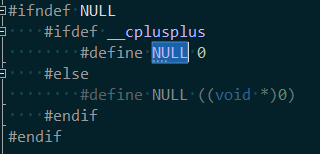 #ifndef NULL
    #ifdef __cplusplus
        #define NULL 0
    #else
        #define NULL ((void *)0)
    #endif
#endif